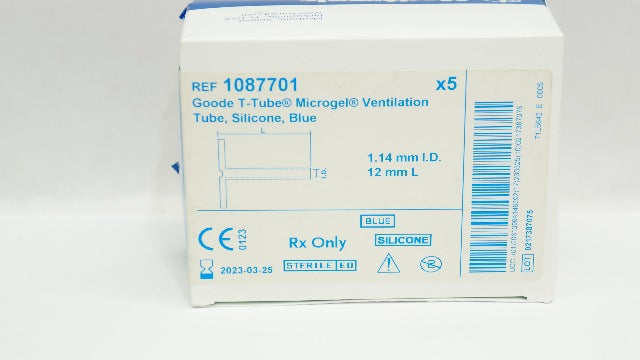 REF 1087701 x5
Goode T-Tube® Microgel® Ventilation
Tube, Silicone, Blue
L
1.14 mm I.D.
12 mm L
CE 0123
Rx Only
BLUE
SILICONE
2023-03-25
STERILE EO
LOT 0217387075